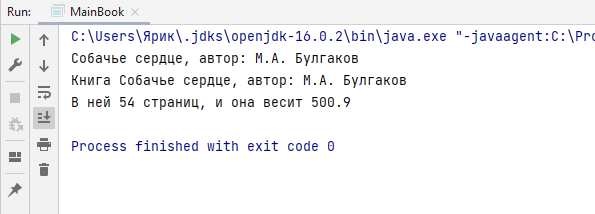 Run: MainBook
C:\Users\Ярик\.jdks\openjdk-16.0.2\bin\java.exe "-javaagent:C:\Pro
Собачье сердце, автор: М.А. Булгаков
Книга Собачье сердце, автор: М.А. Булгаков
В ней 54 страниц, и она весит 500.9
Process finished with exit code 0